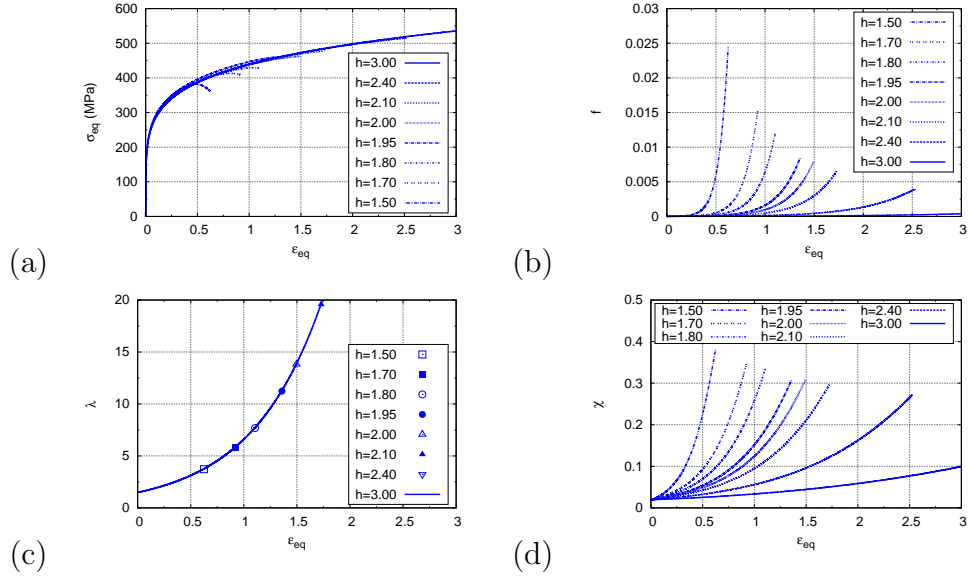 600
500
400
300
200
100
0
σeq (MPa)
0 0.5 1 1.5 2 2.5 3
εeq
h=3.00
h=2.40
h=2.10
h=2.00
h=1.95
h=1.80
h=1.70
h=1.50
(a)
0.03
0.025
0.02
0.015
0.01
0.005
0
f
0 0.5 1 1.5 2 2.5 3
εeq
h=1.50
h=1.70
h=1.80
h=1.95
h=2.00
h=2.10
h=2.40
h=3.00
(b)
20
15
10
5
0
λ
0 0.5 1 1.5 2 2.5 3
εeq
h=1.50
h=1.70
h=1.80
h=1.95
h=2.00
h=2.10
h=2.40
h=3.00
(c)
0.5
0.4
0.3
0.2
0.1
0
χ
0 0.5 1 1.5 2 2.5 3
εeq
h=1.50 h=1.95 h=2.40
h=1.70 h=2.00 h=3.00
h=1.80 h=2.10
(d)